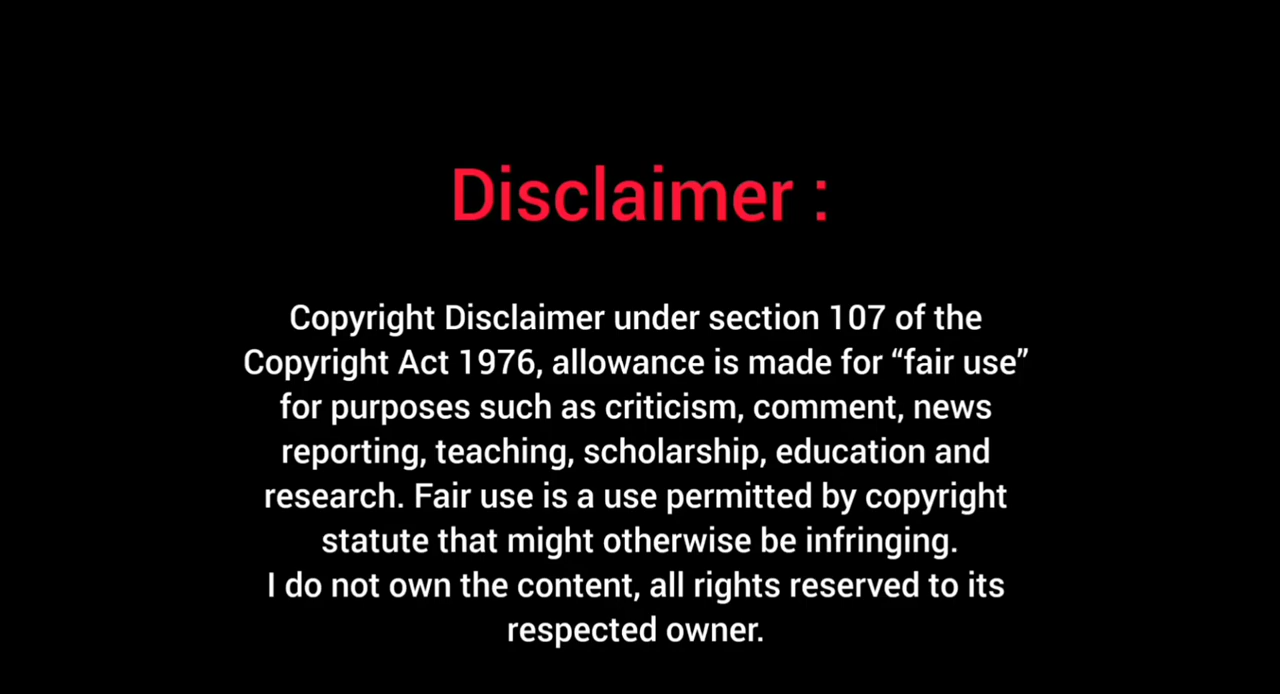 Disclaimer :
Copyright Disclaimer under section 107 of the
Copyright Act 1976, allowance is made for “fair use”
for purposes such as criticism, comment, news
reporting, teaching, scholarship, education and
research. Fair use is a use permitted by copyright
statute that might otherwise be infringing.
I do not own the content, all rights reserved to its
respected owner.